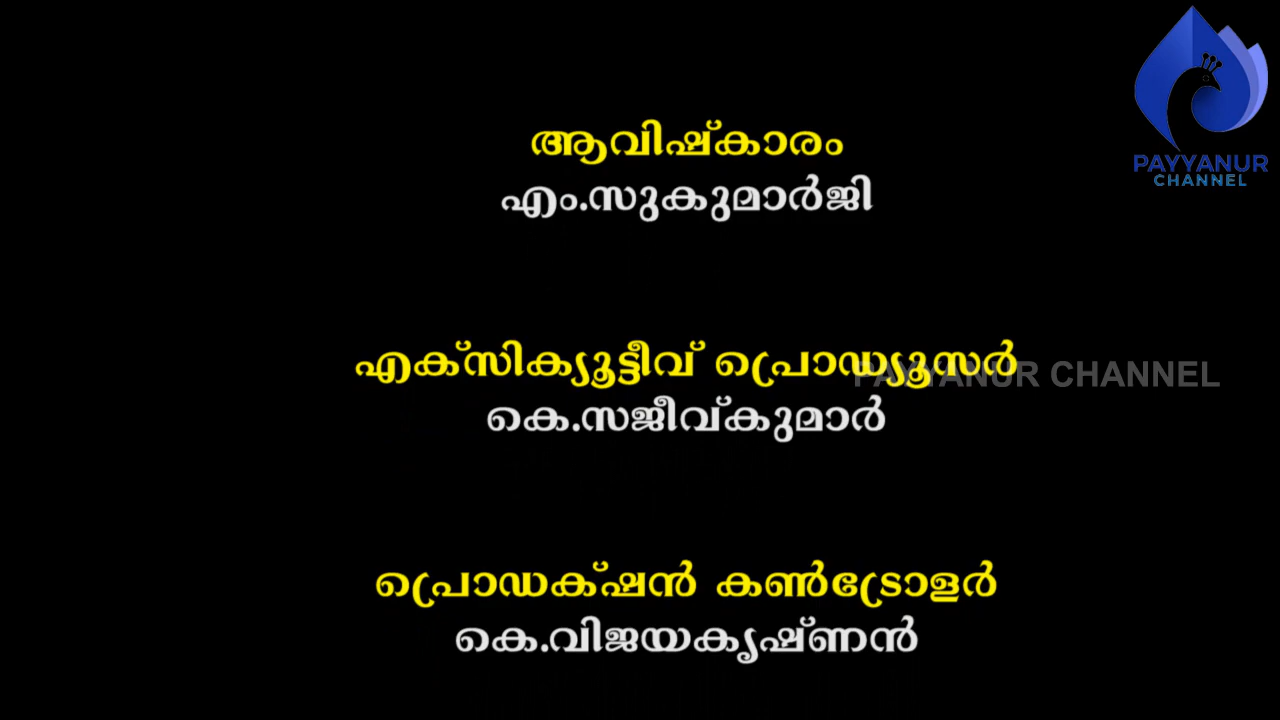 PAYYANUR
CHANNEL
ആവിഷ്കാരം
എം.സുകുമാർജി
എക്സിക്യൂട്ടീവ് പ്രൊഡ്യൂസർ
PAYYANUR CHANNEL
കെ.സജീവ്കുമാർ
പ്രൊഡക്ഷൻ കൺട്രോളർ
കെ.വിജയകൃഷ്ണൻ